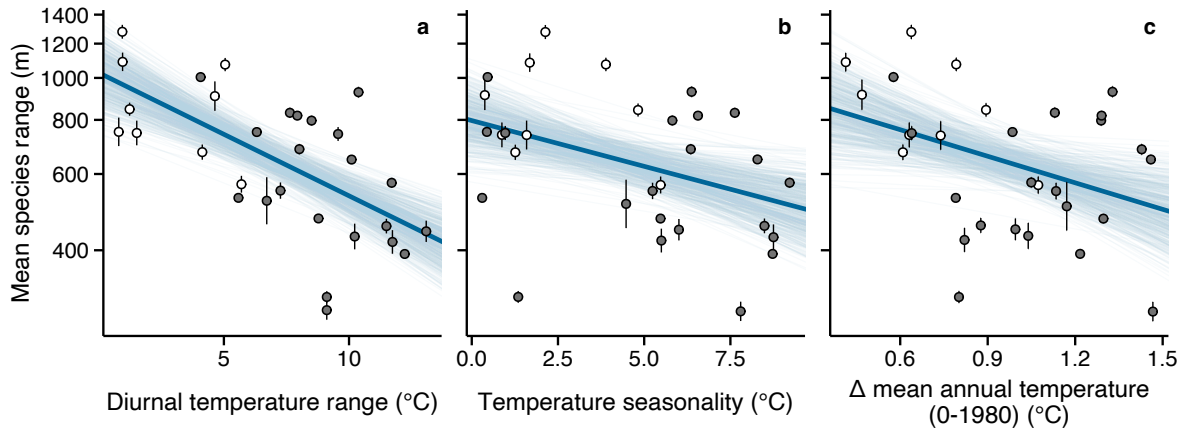 Mean species range (m)
1400
1200
1000
800
600
400
a
b
c
5
10
0.0
2.5
5.0
7.5
0.6
0.9
1.2
1.5
Diurnal temperature range (°C)
Temperature seasonality (°C)
Δ mean annual temperature
(0-1980) (°C)